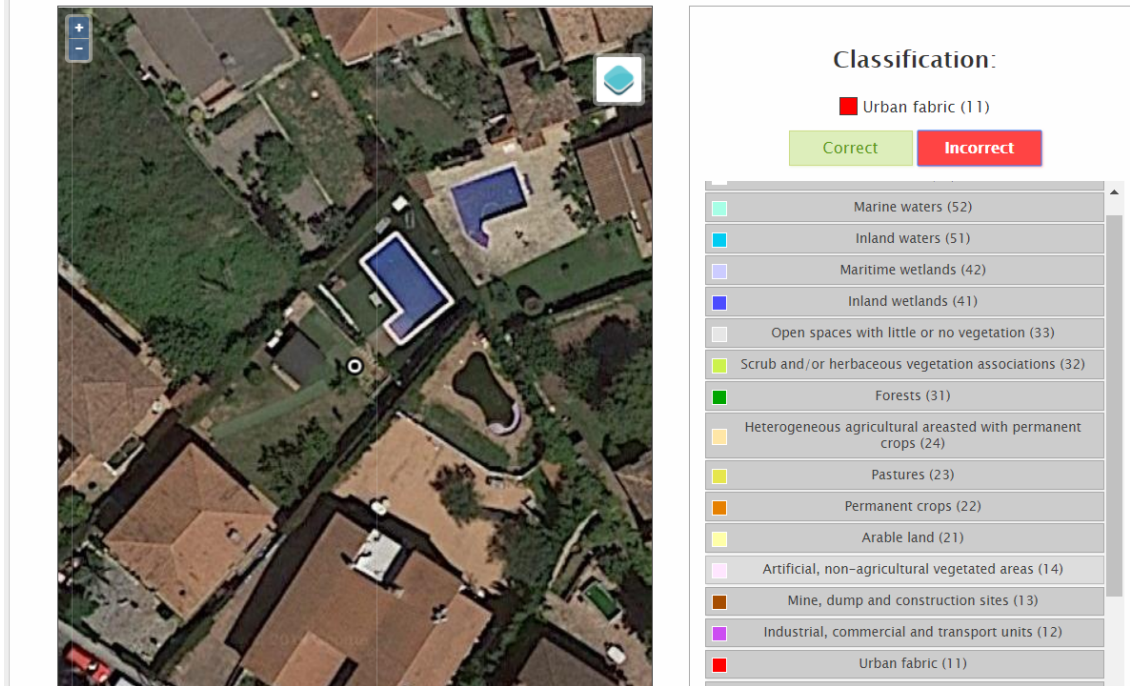 +
-
Classification:
Urban fabric (11)
Correct
Incorrect
Marine waters (52)
Inland waters (51)
Maritime wetlands (42)
Inland wetlands (41)
Open spaces with little or no vegetation (33)
Scrub and/or herbaceous vegetation associations (32)
Forests (31)
Heterogeneous agricultural areasted with permanent
crops (24)
Pastures (23)
Permanent crops (22)
Arable land (21)
Artificial, non-agricultural vegetated areas (14)
Mine, dump and construction sites (13)
Industrial, commercial and transport units (12)
Urban fabric (11)